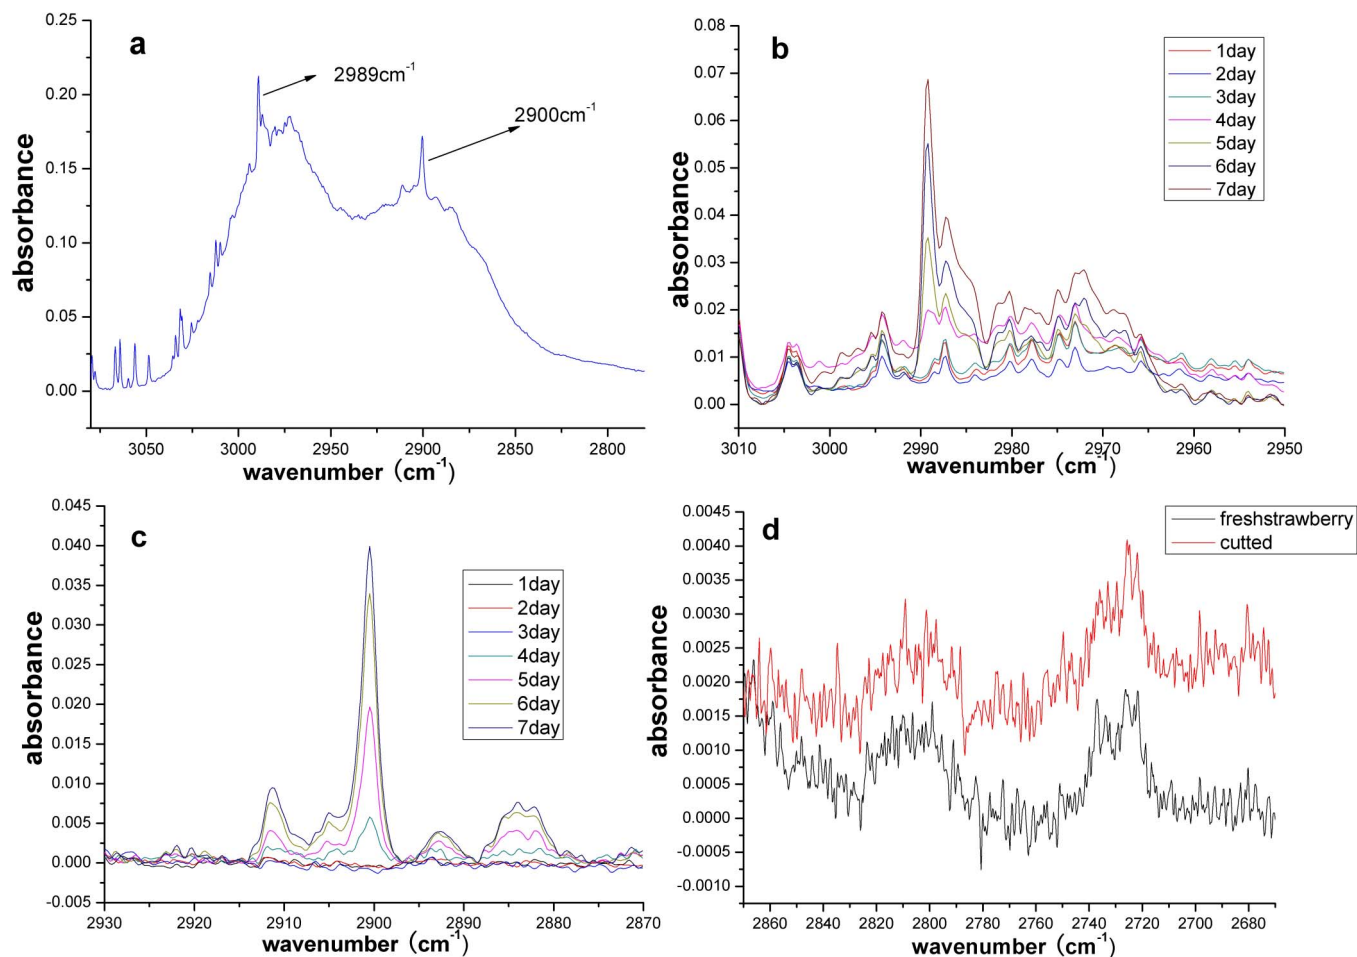 a
2989cm-1
2900cm-1
absorbance
0.25
0.20
0.15
0.10
0.05
0.00
3050 3000 2950 2900 2850 2800
wavenumber (cm-1)
b
1day
2day
3day
4day
5day
6day
7day
absorbance
0.08
0.07
0.06
0.05
0.04
0.03
0.02
0.01
0.00
3010 3000 2990 2980 2970 2960 2950
wavenumber (cm-1)
c
1day
2day
3day
4day
5day
6day
7day
absorbance
0.045
0.040
0.035
0.030
0.025
0.020
0.015
0.010
0.005
0.000
-0.005
2930 2920 2910 2900 2890 2880 2870
wavenumber (cm-1)
d
freshstrawberry
cutted
absorbance
0.0045
0.0040
0.0035
0.0030
0.0025
0.0020
0.0015
0.0010
0.0005
0.0000
-0.0005
-0.0010
2860 2840 2820 2800 2780 2760 2740 2720 2700 2680
wavenumber (cm-1)